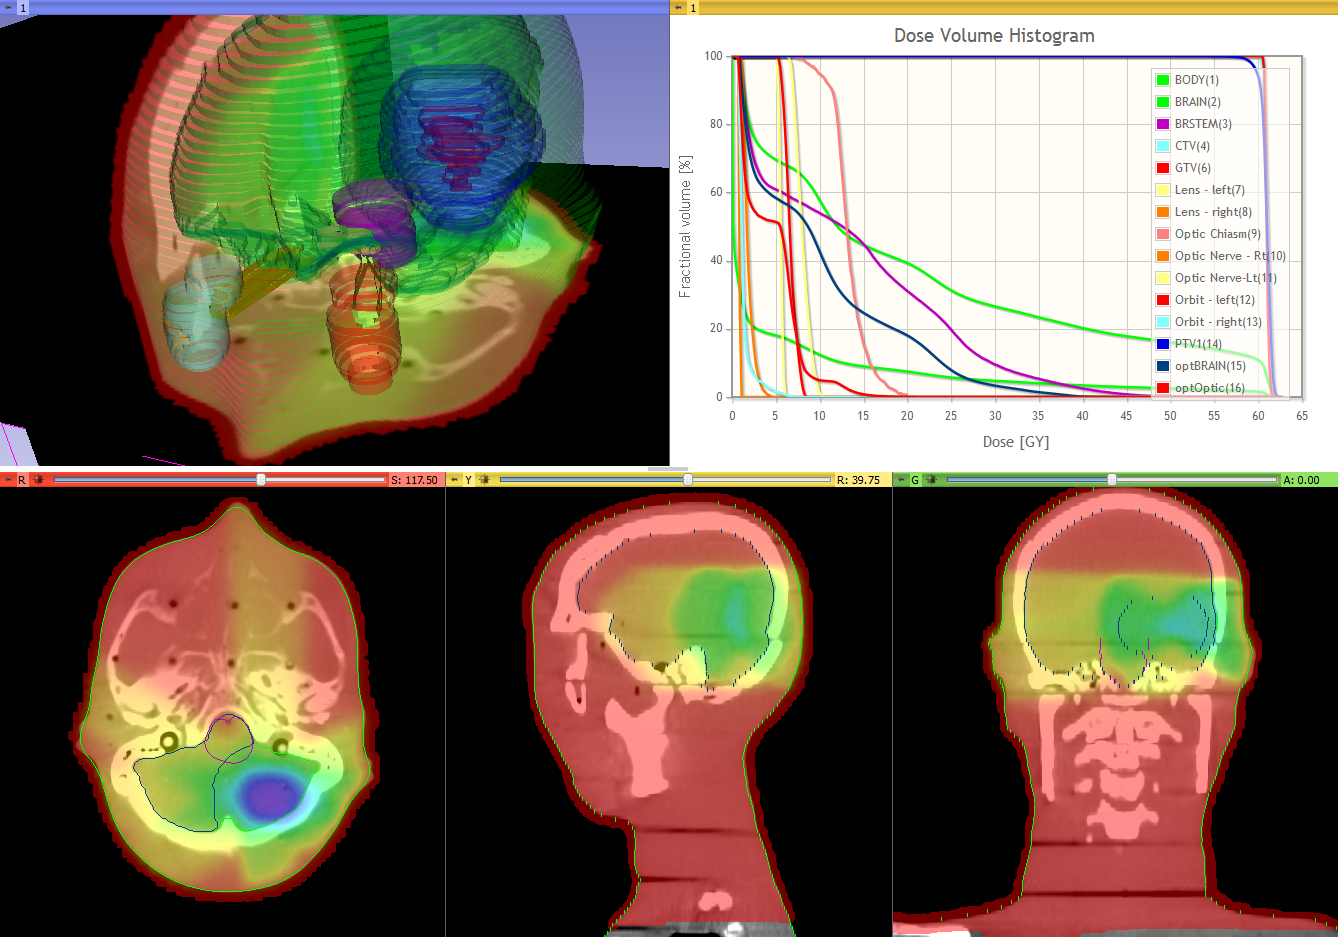 1
1
Dose Volume Histogram
Fractional volume [%]
100
80
60
40
20
0
BODY(1)
BRAIN(2)
BRSTEM(3)
CTV(4)
GTV(6)
Lens - left(7)
Lens - right(8)
Optic Chiasm(9)
Optic Nerve - Rt(10)
Optic Nerve-Lt(11)
Orbit - left(12)
Orbit - right(13)
PTV1(14)
optBRAIN(15)
optOptic(16)
0 5 10 15 20 25 30 35 40 45 50 55 60 65
Dose [GY]
R S: 117.50
Y R: 39.75
G A: 0.00